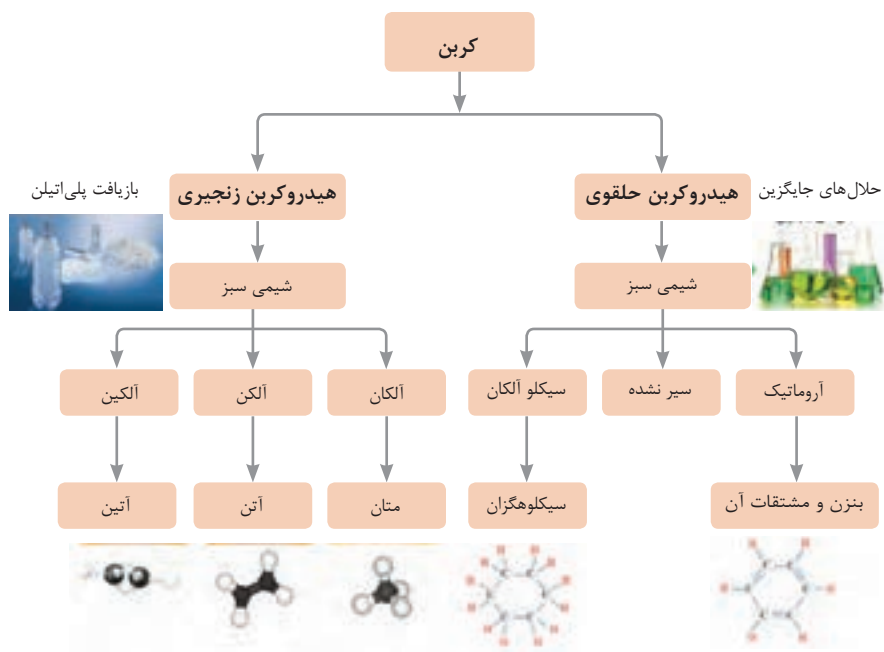 کربن
حلال‌های جایگزین
هیدروکربن حلقوی
هیدروکربن زنجیری
بازیافت پلی‌اتیلن
شیمی سبز
شیمی سبز
آروماتیک
سیر نشده
سیکلو آلکان
آلکان
آلکن
آلکین
بنزن و مشتقات آن
سیکلوهگزان
متان
آتن
آتین